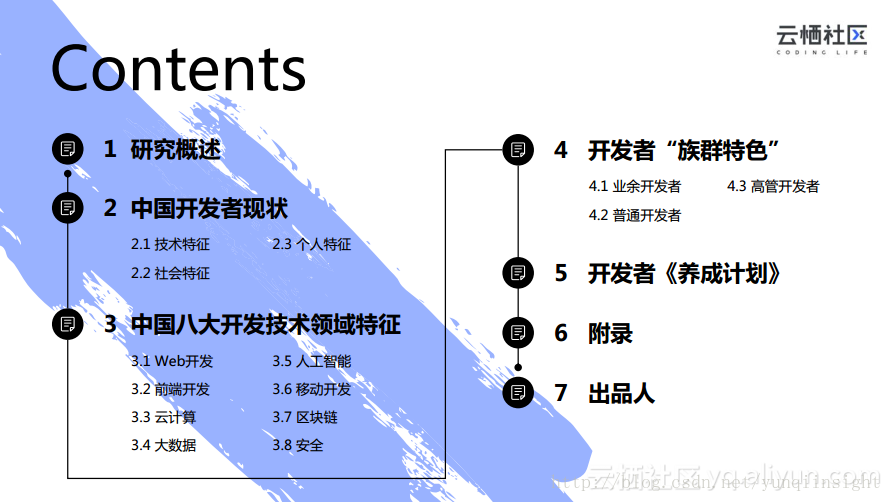 Contents
云栖社区
CODING LIFE
1 研究概述
2 中国开发者现状
2.1 技术特征
2.3 个人特征
2.2 社会特征
3 中国八大开发技术领域特征
3.1 Web开发
3.5 人工智能
3.2 前端开发
3.6 移动开发
3.3 云计算
3.7 区块链
3.4 大数据
3.8 安全
4 开发者“族群特色”
4.1 业余开发者
4.3 高管开发者
4.2 普通开发者
5 开发者《养成计划》
6 附录
7 出品人
云栖社区 yq.aliyun.com
http://blog.csdn.net/yunqiinsight